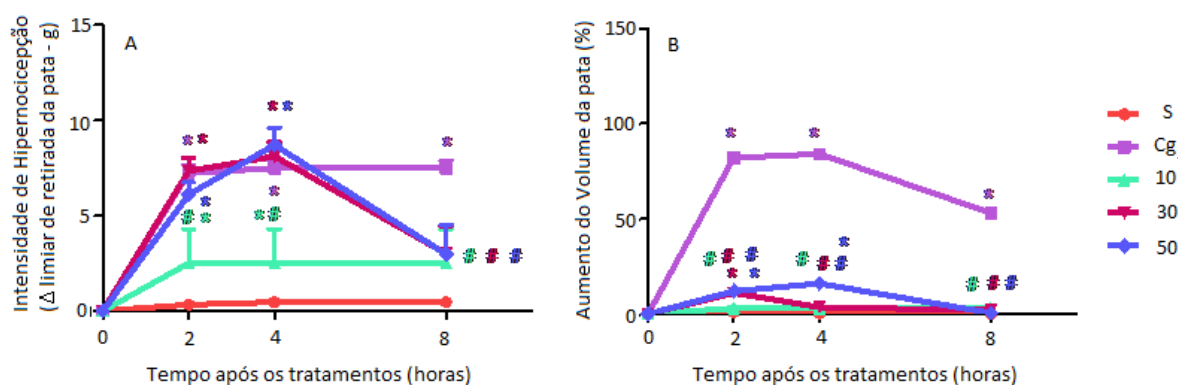 A
Intensidade de Hipernocicepção
(Δ limiar de retirada da pata - g)
15
10
5
0
0 2 4 8
Tempo após os tratamentos (horas)
* *
* *
*
*
# *
* #
*
*
# # #
B
Aumento do Volume da pata (%)
150
100
50
0
0 2 4 8
Tempo após os tratamentos (horas)
*
*
*
# # #
* *
*
# # #
# # #
S
Cg
10
30
50